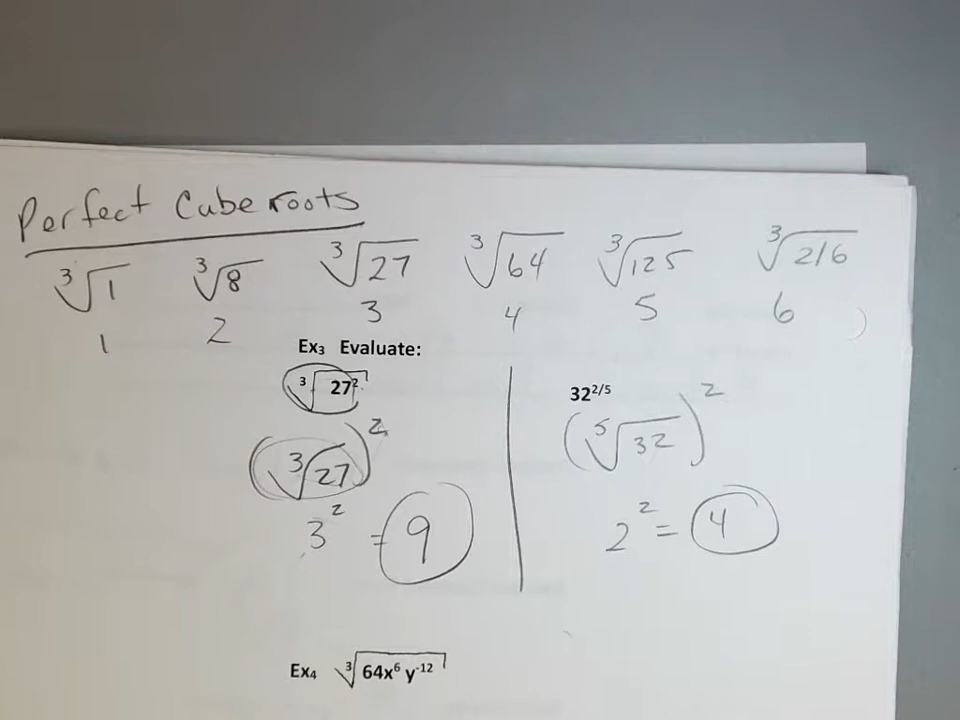 Perfect Cube roots
∛1 ∛8 ∛27 ∛64 ∛125 ∛216
1 2 3 4 5 6
Ex₃ Evaluate:
∛27² 32^2/5
(∛27)² (⁵√32)²
3² = 9 2² = 4
Ex₄ ∛64x⁶ y⁻¹²